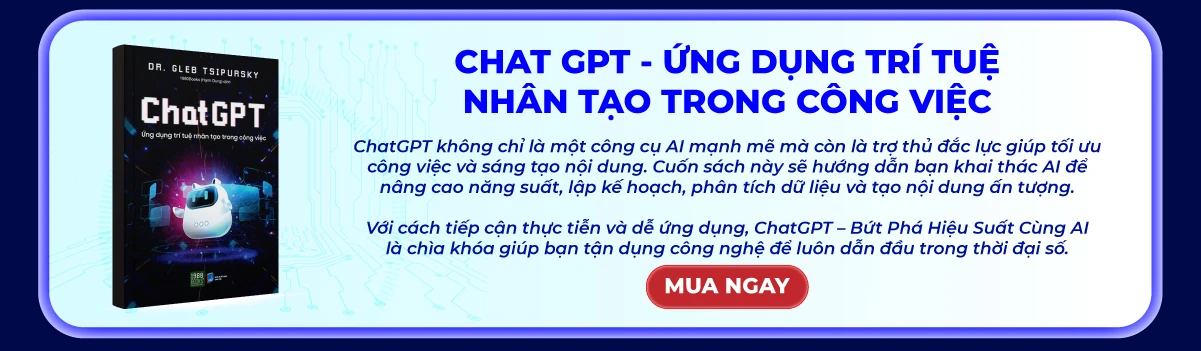 DR. GLEB TSIPURSKY
ChatGPT
Ứng dụng trí tuệ nhân tạo trong công việc
1980
BOOKS
CHAT GPT - ỨNG DỤNG TRÍ TUỆ
NHÂN TẠO TRONG CÔNG VIỆC
ChatGPT không chỉ là một công cụ AI mạnh mẽ mà còn là trợ thủ đắc lực giúp tối ưu
công việc và sáng tạo nội dung. Cuốn sách này sẽ hướng dẫn bạn khai thác AI để
nâng cao năng suất, lập kế hoạch, phân tích dữ liệu và tạo nội dung ấn tượng.
Với cách tiếp cận thực tiễn và dễ ứng dụng, ChatGPT – Bứt Phá Hiệu Suất Cùng AI
là chìa khóa giúp bạn tận dụng công nghệ để luôn dẫn đầu trong thời đại số.
MUA NGAY